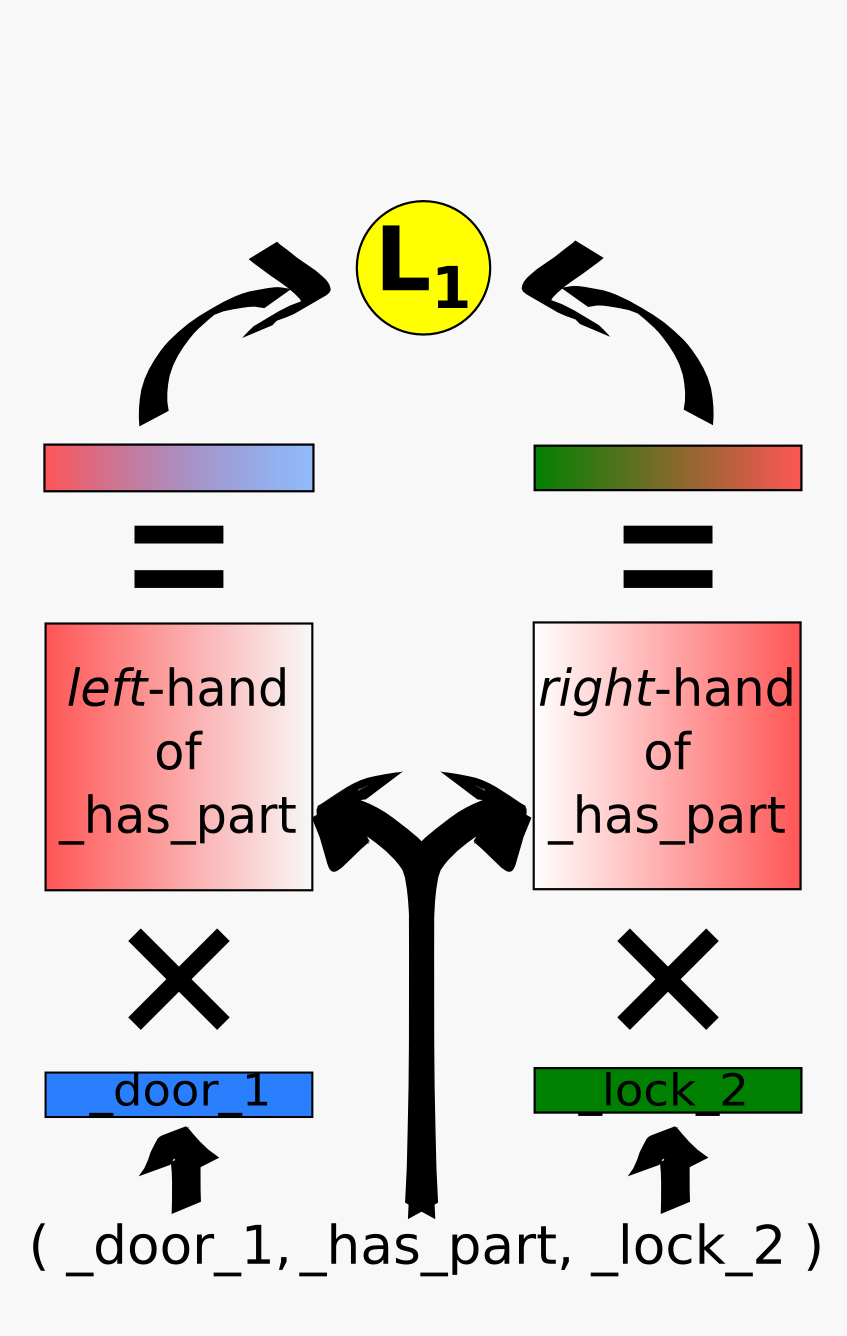 L1
left-hand
of
_has_part
right-hand
of
_has_part
_door_1
_lock_2
( _door_1, _has_part, _lock_2 )